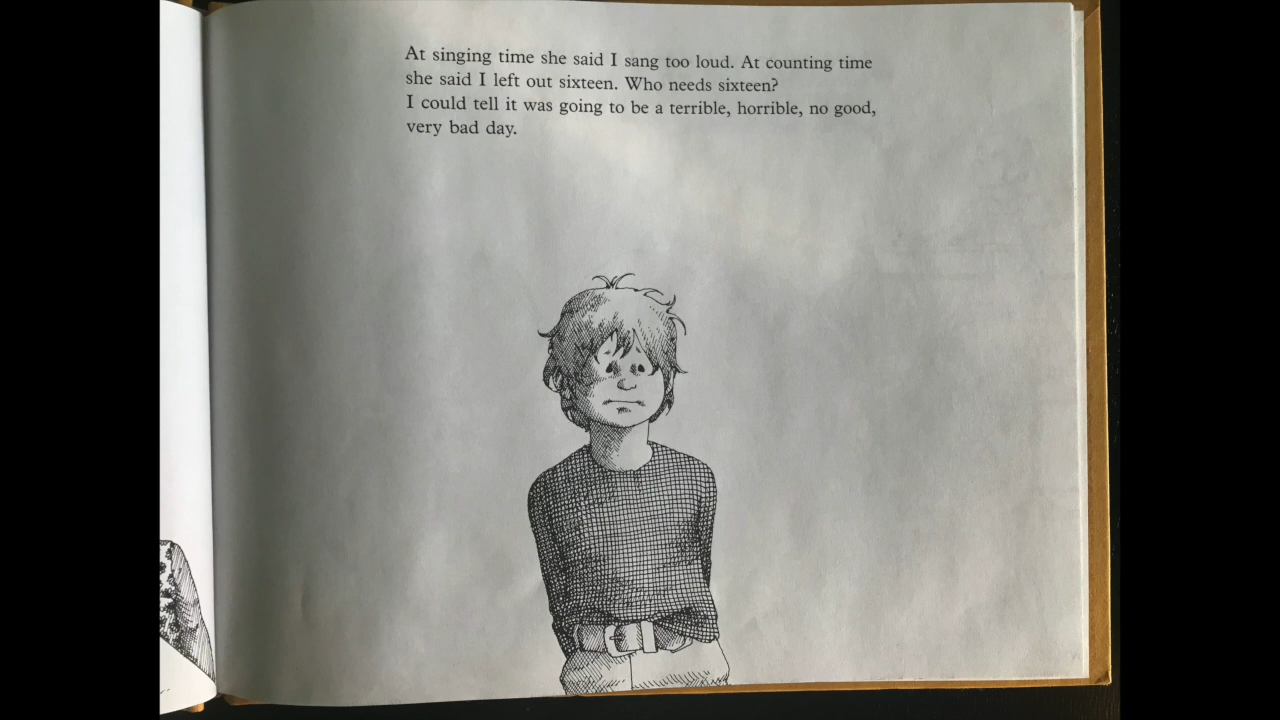 At singing time she said I sang too loud. At counting time
she said I left out sixteen. Who needs sixteen?
I could tell it was going to be a terrible, horrible, no good,
very bad day.